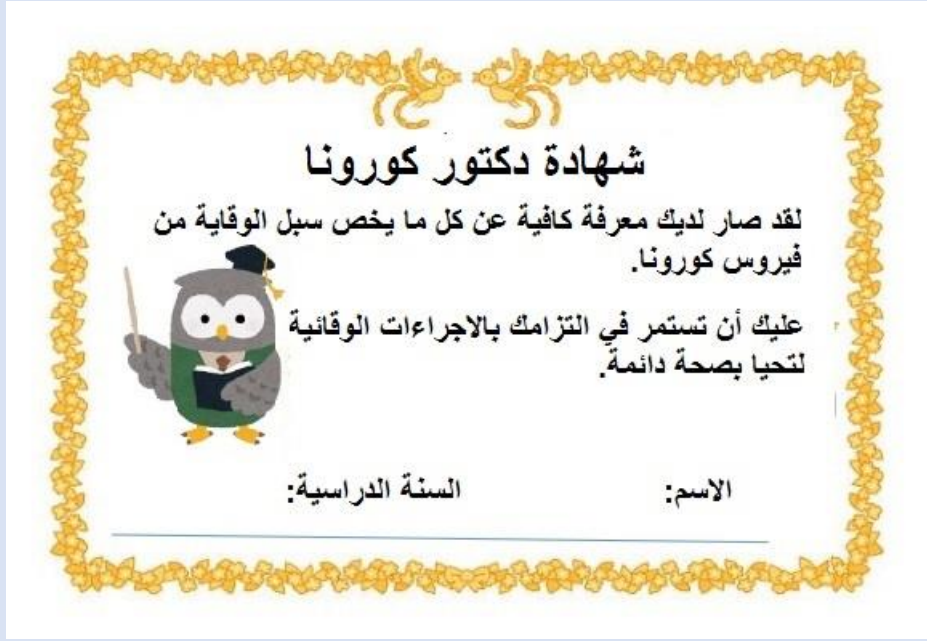 شهادة دكتور كورونا
لقد صار لديك معرفة كافية عن كل ما يخص سبل الوقاية من
فيروس كورونا.
عليك أن تستمر في التزامك بالاجراءات الوقائية
لتحيا بصحة دائمة.
الاسم: السنة الدراسية: